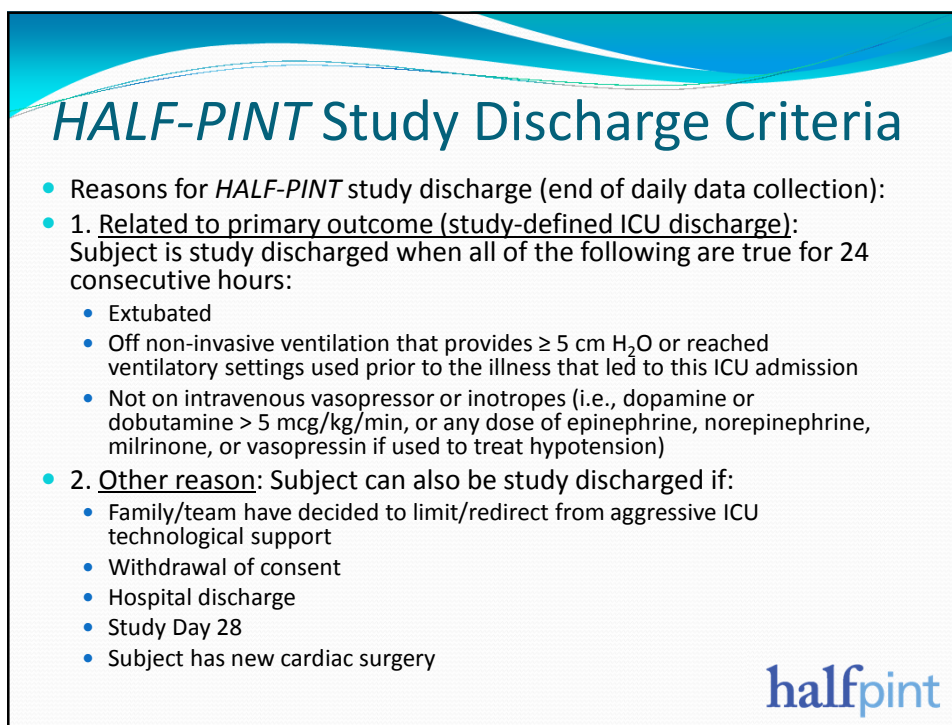 HALF-PINT Study Discharge Criteria
• Reasons for HALF-PINT study discharge (end of daily data collection):
• 1. Related to primary outcome (study-defined ICU discharge):
Subject is study discharged when all of the following are true for 24
consecutive hours:
• Extubated
• Off non-invasive ventilation that provides ≥ 5 cm H₂O or reached
ventilatory settings used prior to the illness that led to this ICU admission
• Not on intravenous vasopressor or inotropes (i.e., dopamine or
dobutamine > 5 mcg/kg/min, or any dose of epinephrine, norepinephrine,
milrinone, or vasopressin if used to treat hypotension)
• 2. Other reason: Subject can also be study discharged if:
• Family/team have decided to limit/redirect from aggressive ICU
technological support
• Withdrawal of consent
• Hospital discharge
• Study Day 28
• Subject has new cardiac surgery
halfpint